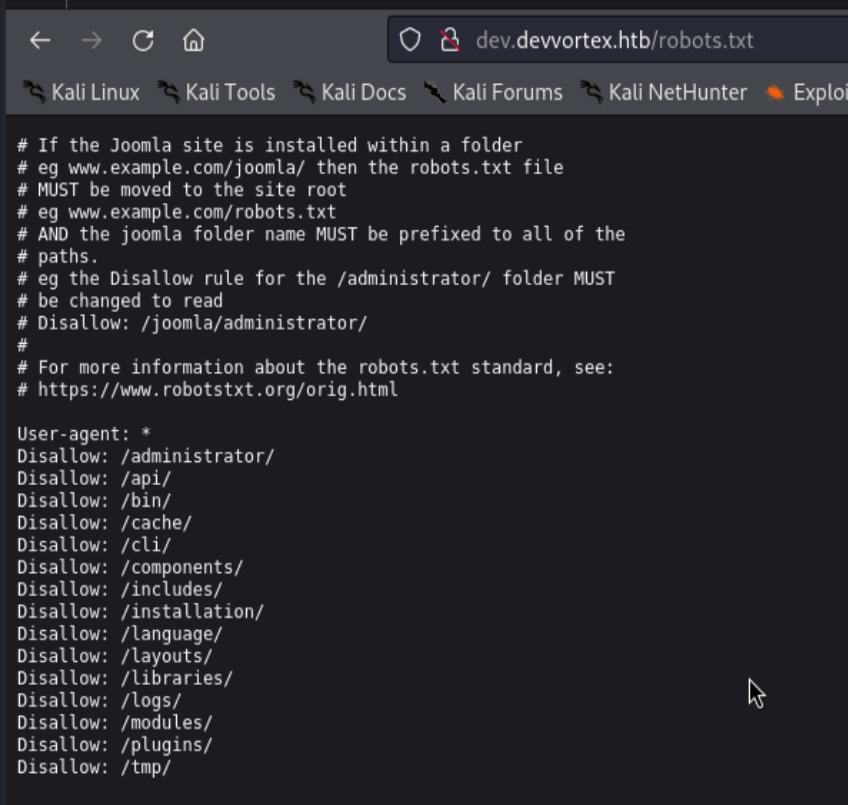 dev.devvortex.htb/robots.txt
Kali Linux Kali Tools Kali Docs Kali Forums Kali NetHunter Exploi
# If the Joomla site is installed within a folder
# eg www.example.com/joomla/ then the robots.txt file
# MUST be moved to the site root
# eg www.example.com/robots.txt
# AND the joomla folder name MUST be prefixed to all of the
# paths.
# eg the Disallow rule for the /administrator/ folder MUST
# be changed to read
# Disallow: /joomla/administrator/
#
# For more information about the robots.txt standard, see:
# https://www.robotstxt.org/orig.html
User-agent: *
Disallow: /administrator/
Disallow: /api/
Disallow: /bin/
Disallow: /cache/
Disallow: /cli/
Disallow: /components/
Disallow: /includes/
Disallow: /installation/
Disallow: /language/
Disallow: /layouts/
Disallow: /libraries/
Disallow: /logs/
Disallow: /modules/
Disallow: /plugins/
Disallow: /tmp/